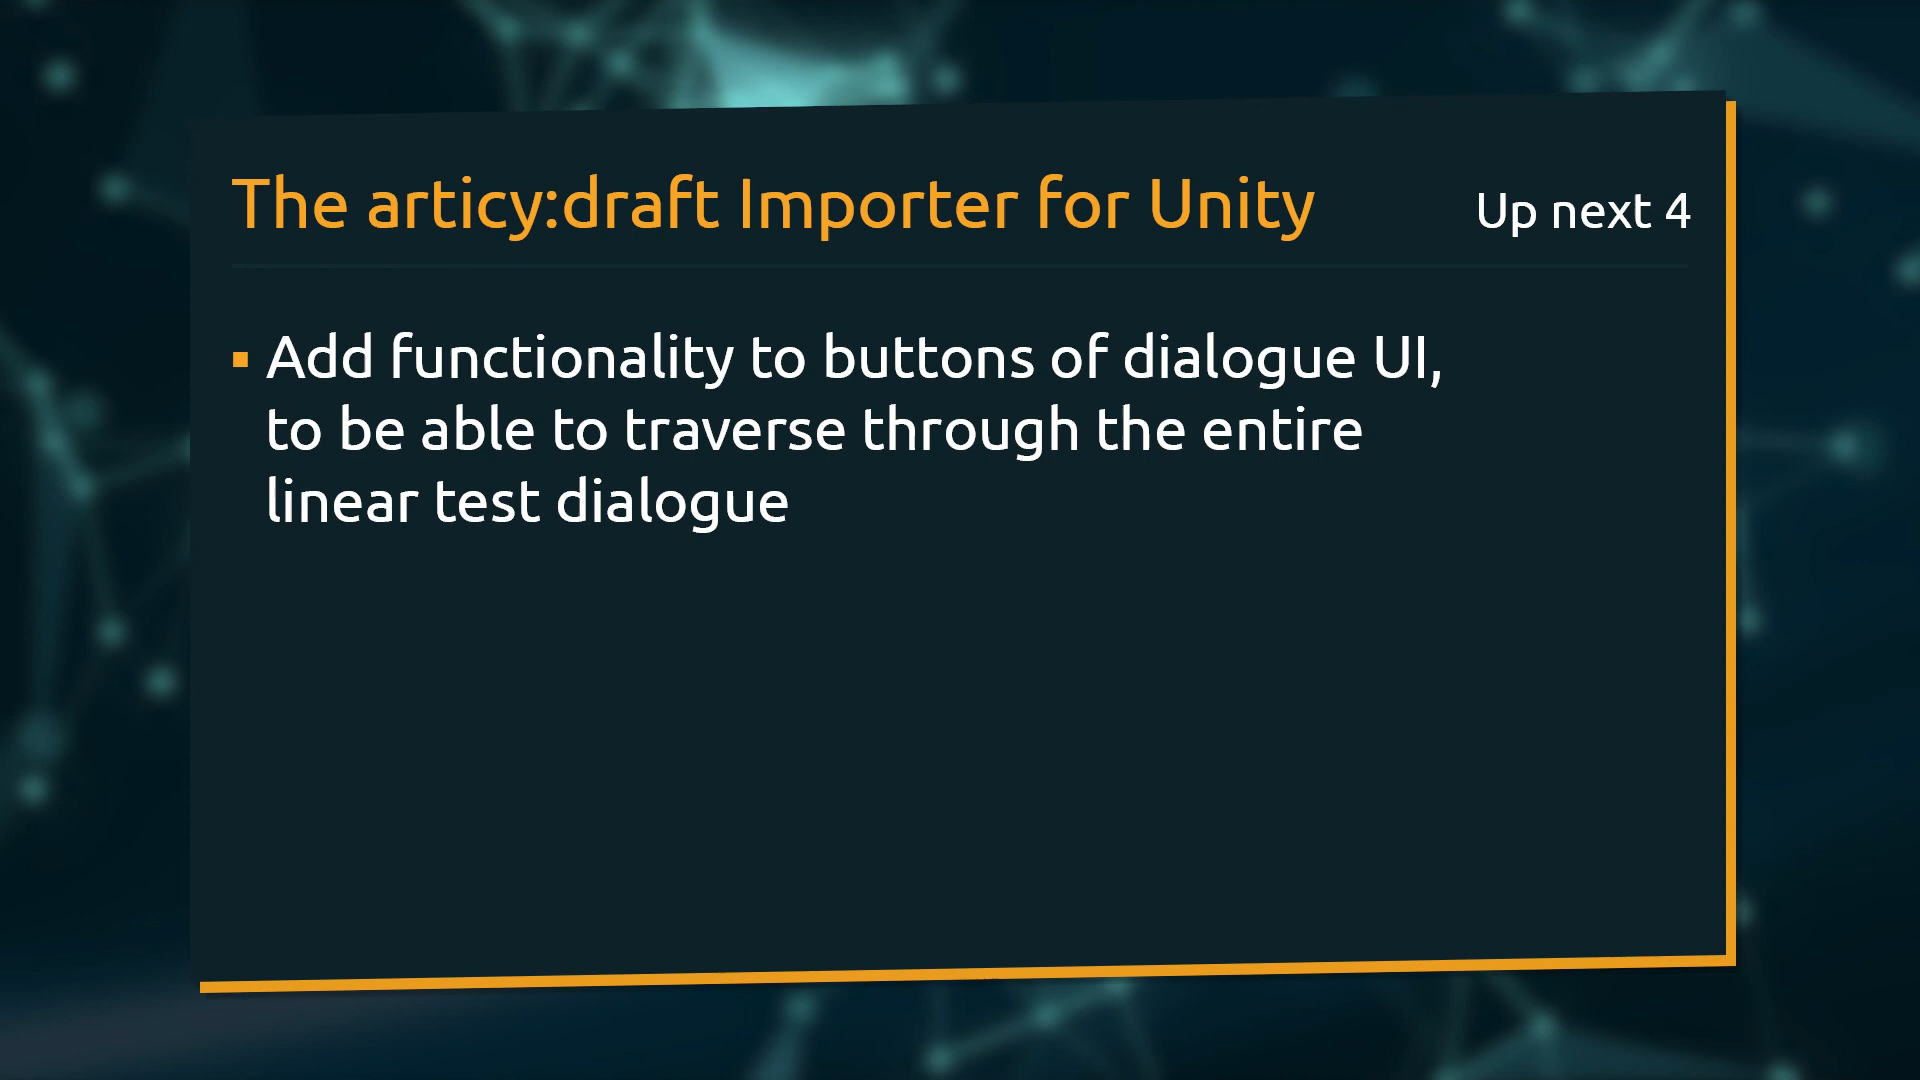 The articy:draft Importer for Unity
Up next 4
▪ Add functionality to buttons of dialogue UI,
to be able to traverse through the entire
linear test dialogue